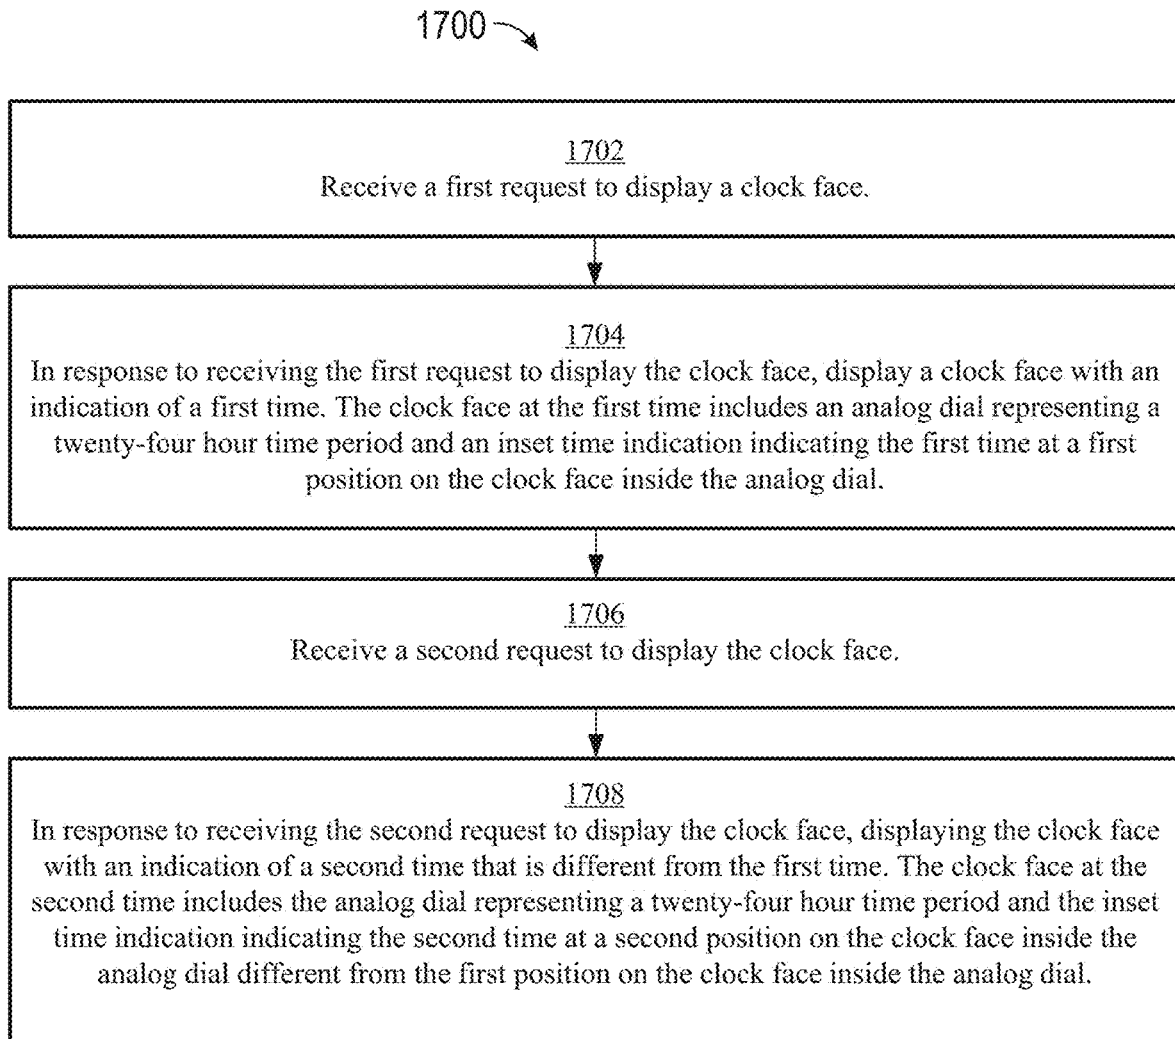 1700
1702
Receive a first request to display a clock face.
1704
In response to receiving the first request to display the clock face, display a clock face with an
indication of a first time. The clock face at the first time includes an analog dial representing a
twenty-four hour time period and an inset time indication indicating the first time at a first
position on the clock face inside the analog dial.
1706
Receive a second request to display the clock face.
1708
In response to receiving the second request to display the clock face, displaying the clock face
with an indication of a second time that is different from the first time. The clock face at the
second time includes the analog dial representing a twenty-four hour time period and the inset
time indication indicating the second time at a second position on the clock face inside the
analog dial different from the first position on the clock face inside the analog dial.